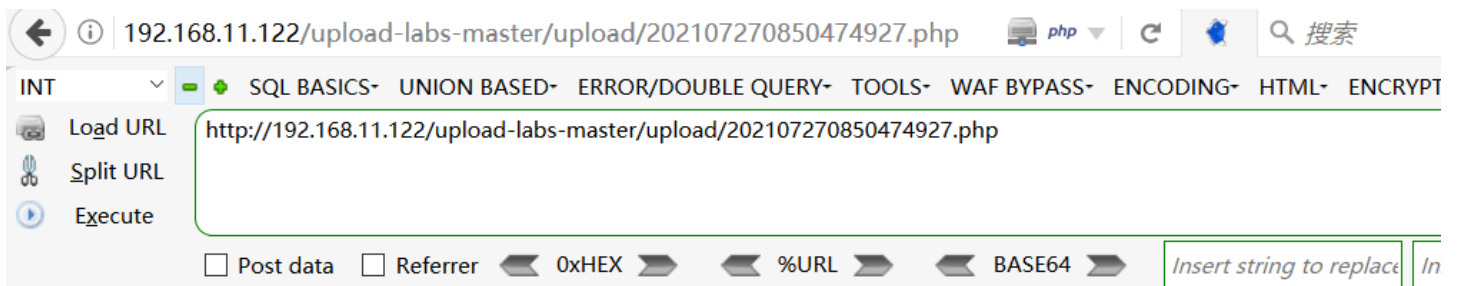 192.168.11.122/upload-labs-master/upload/202107270850474927.php php 搜索
INT SQL BASICS UNION BASED ERROR/DOUBLE QUERY TOOLS WAF BYPASS ENCODING HTML ENCRYPT
Load URL http://192.168.11.122/upload-labs-master/upload/202107270850474927.php
Split URL
Execute
Post data Referrer 0xHEX %URL BASE64 Insert string to replace In